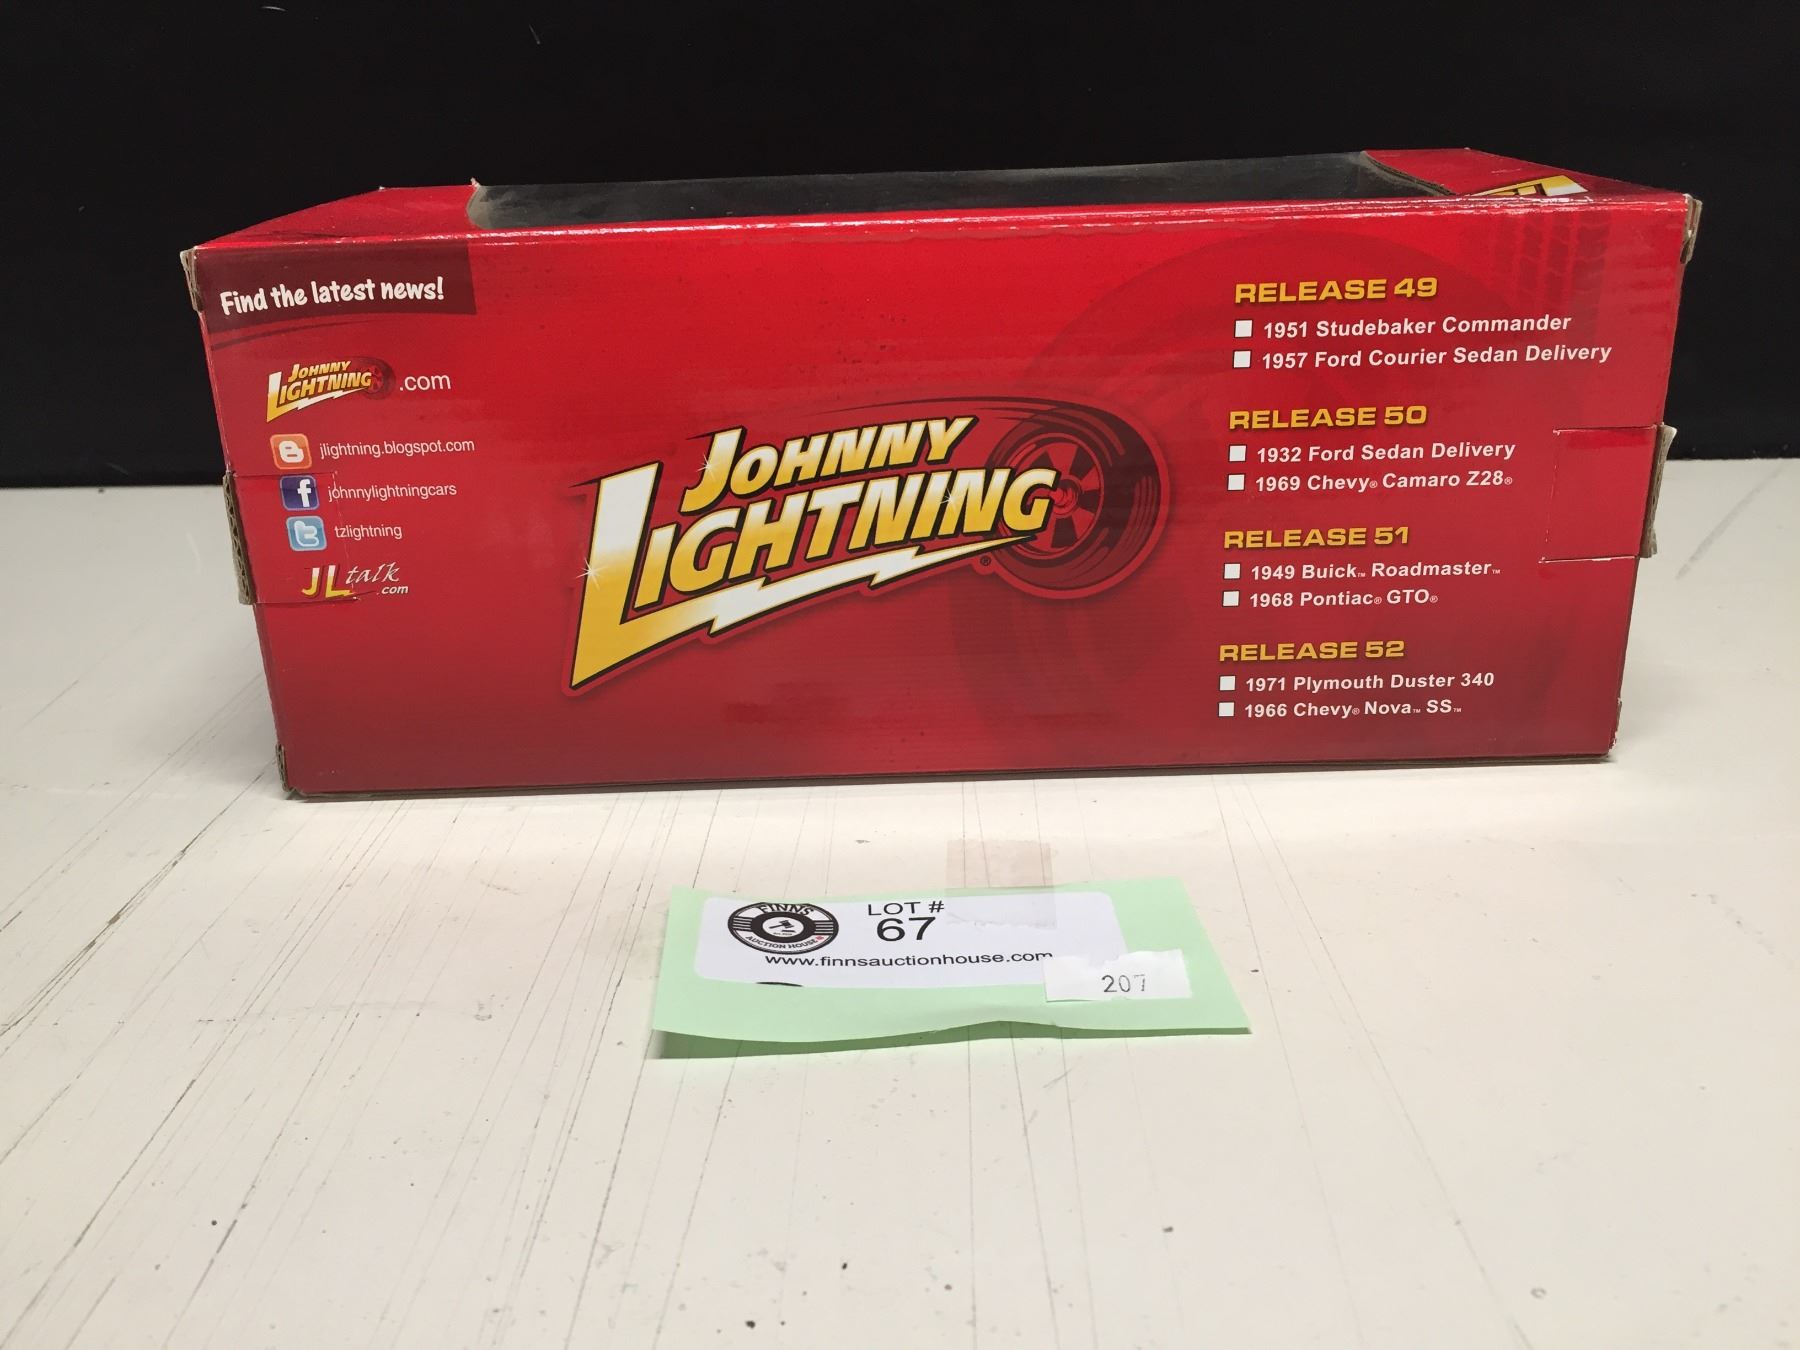 Find the latest news!
JOHNNY
LIGHTNING.com
jlightning.blogspot.com
f johnnylightningcars
tzlightning
JL talk
.com
JOHNNY
LIGHTNING®
RELEASE 49
1951 Studebaker Commander
1957 Ford Courier Sedan Delivery
RELEASE 50
1932 Ford Sedan Delivery
1969 Chevy® Camaro Z28®
RELEASE 51
1949 Buick™ Roadmaster™
1968 Pontiac® GTO®
RELEASE 52
1971 Plymouth Duster 340
1966 Chevy® Nova™ SS™
FINNS
AUCTION HOUSE
LOT #
67
www.finnsauctionhouse.com
207